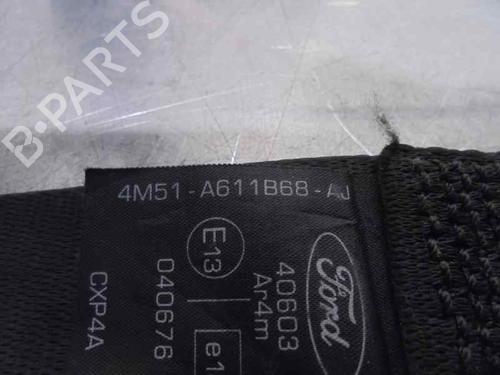 B-PARTS
4M51-A611B68-AJ
E13
040676
CXP4A
Ford
40603
Ar4m
e1